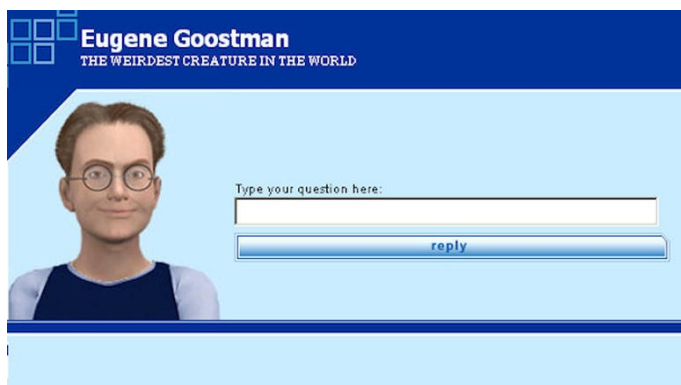 Eugene Goostman
THE WEIRDEST CREATURE IN THE WORLD
Type your question here:
reply